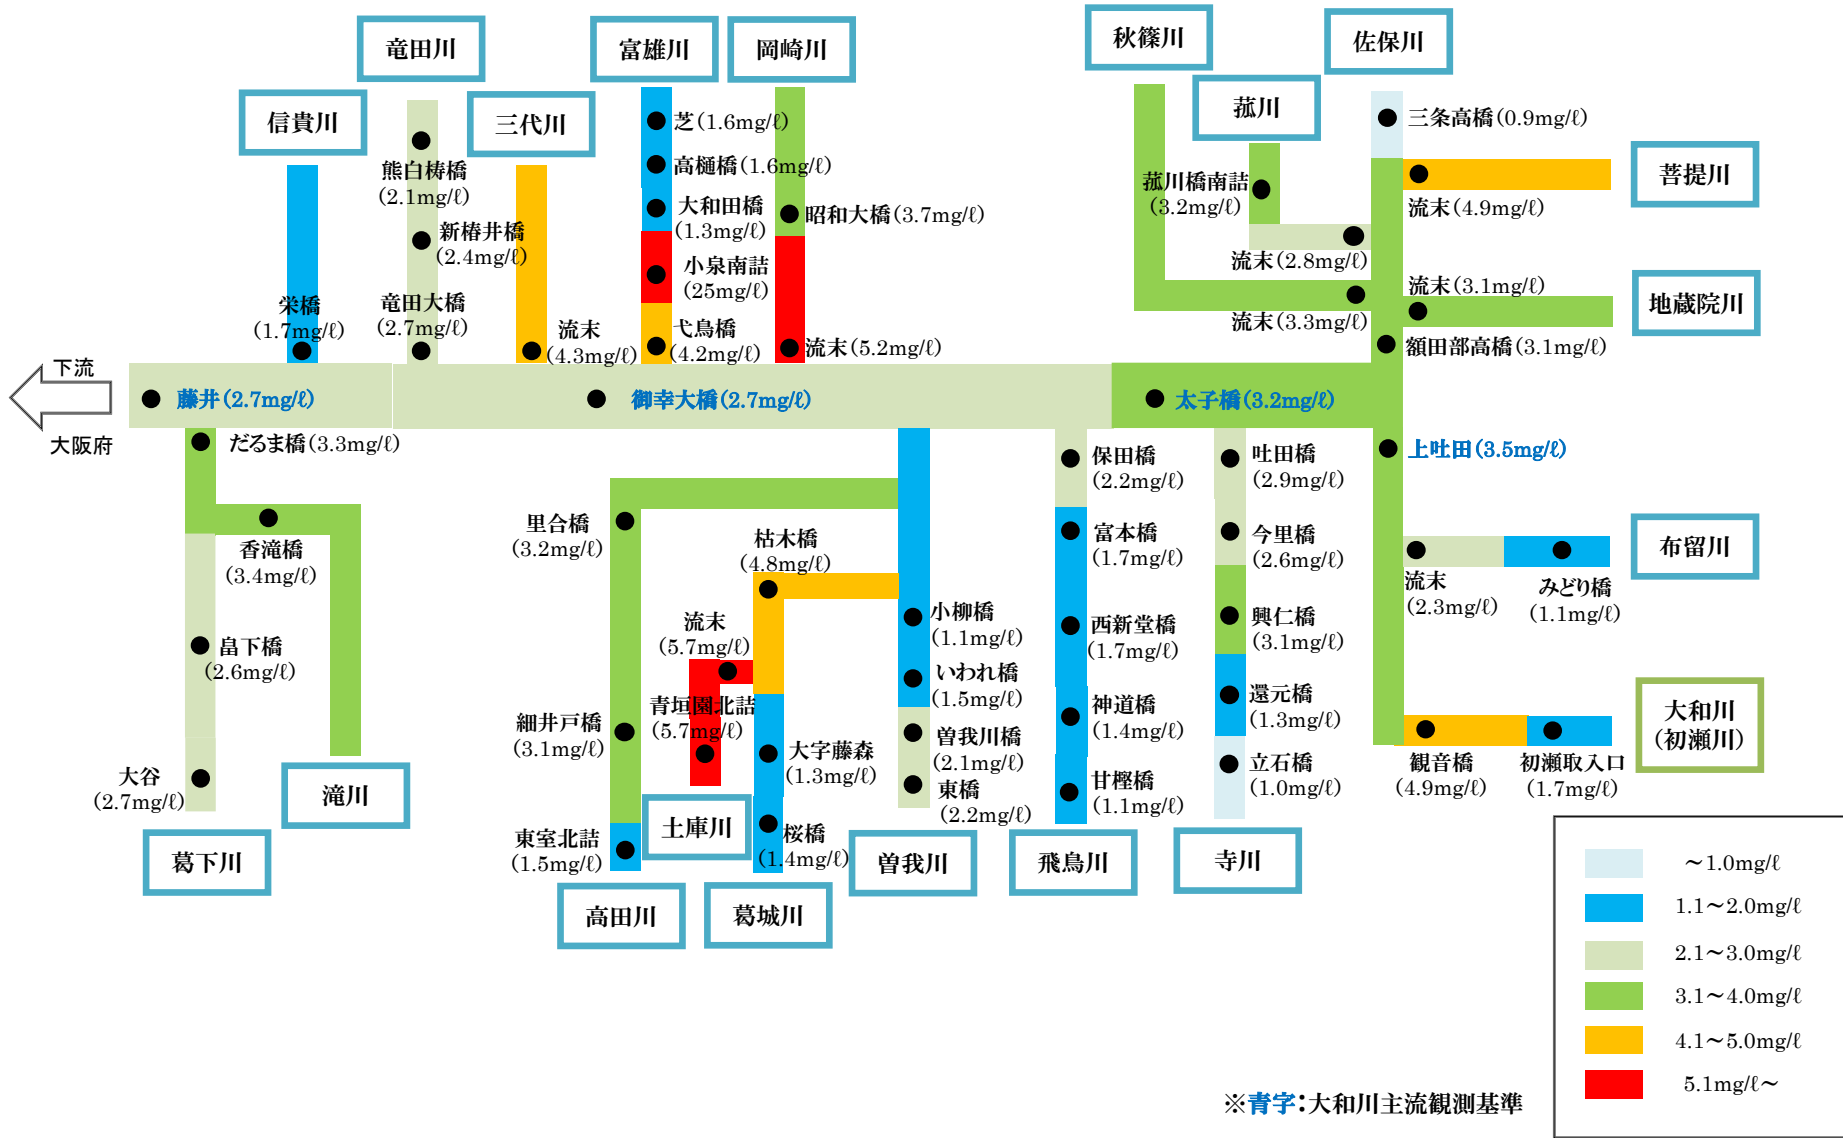 竜田川
富雄川
岡崎川
秋篠川
佐保川
信貴川
三代川
菰川
菩提川
地蔵院川
布留川
大和川
(初瀬川)
芝(1.6mg/ℓ)
高樋橋(1.6mg/ℓ)
大和田橋
(1.3mg/ℓ)
小泉南詰
(25mg/ℓ)
弋鳥橋
(4.2mg/ℓ)
昭和大橋(3.7mg/ℓ)
流末(5.2mg/ℓ)
熊白梼橋
(2.1mg/ℓ)
新椿井橋
(2.4mg/ℓ)
竜田大橋
(2.7mg/ℓ)
栄橋
(1.7mg/ℓ)
流末
(4.3mg/ℓ)
三条高橋(0.9mg/ℓ)
流末(4.9mg/ℓ)
菰川橋南詰
(3.2mg/ℓ)
流末(2.8mg/ℓ)
流末(3.3mg/ℓ)
流末(3.1mg/ℓ)
額田部高橋(3.1mg/ℓ)
下流
大阪府
藤井(2.7mg/ℓ)
御幸大橋(2.7mg/ℓ)
太子橋(3.2mg/ℓ)
上吐田(3.5mg/ℓ)
だるま橋(3.3mg/ℓ)
香滝橋
(3.4mg/ℓ)
畠下橋
(2.6mg/ℓ)
大谷
(2.7mg/ℓ)
里合橋
(3.2mg/ℓ)
細井戸橋
(3.1mg/ℓ)
東室北詰
(1.5mg/ℓ)
枯木橋
(4.8mg/ℓ)
流末
(5.7mg/ℓ)
青垣園北詰
(5.7mg/ℓ)
大字藤森
(1.3mg/ℓ)
桜橋
(1.4mg/ℓ)
小柳橋
(1.1mg/ℓ)
いわれ橋
(1.5mg/ℓ)
曽我川橋
(2.1mg/ℓ)
東橋
(2.2mg/ℓ)
保田橋
(2.2mg/ℓ)
富本橋
(1.7mg/ℓ)
西新堂橋
(1.7mg/ℓ)
神道橋
(1.4mg/ℓ)
甘樫橋
(1.1mg/ℓ)
吐田橋
(2.9mg/ℓ)
今里橋
(2.6mg/ℓ)
興仁橋
(3.1mg/ℓ)
還元橋
(1.3mg/ℓ)
立石橋
(1.0mg/ℓ)
流末
(2.3mg/ℓ)
みどり橋
(1.1mg/ℓ)
観音橋
(4.9mg/ℓ)
初瀬取入口
(1.7mg/ℓ)
滝川
葛下川
土庫川
高田川
葛城川
曽我川
飛鳥川
寺川
～1.0mg/ℓ
1.1～2.0mg/ℓ
2.1～3.0mg/ℓ
3.1～4.0mg/ℓ
4.1～5.0mg/ℓ
5.1mg/ℓ～
※青字：大和川主流観測基準